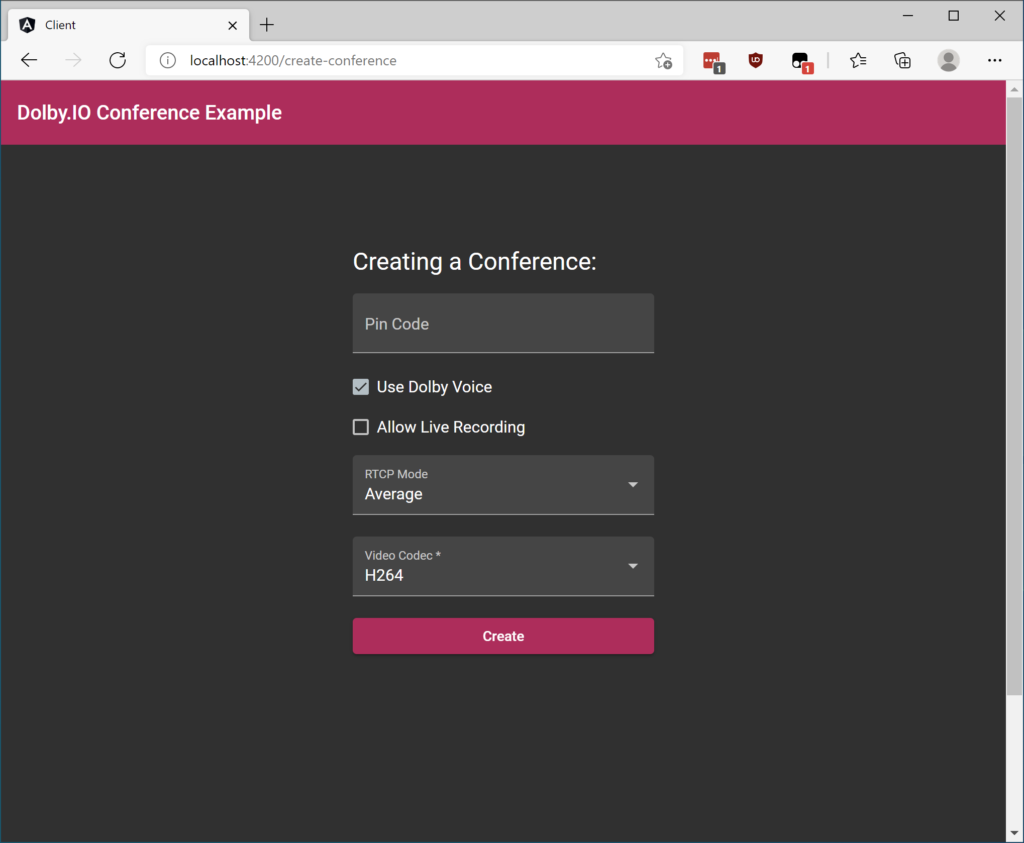 Client
localhost:4200/create-conference
1
1
Dolby.IO Conference Example
Creating a Conference:
Pin Code
Use Dolby Voice
Allow Live Recording
RTCP Mode
Average
Video Codec *
H264
Create